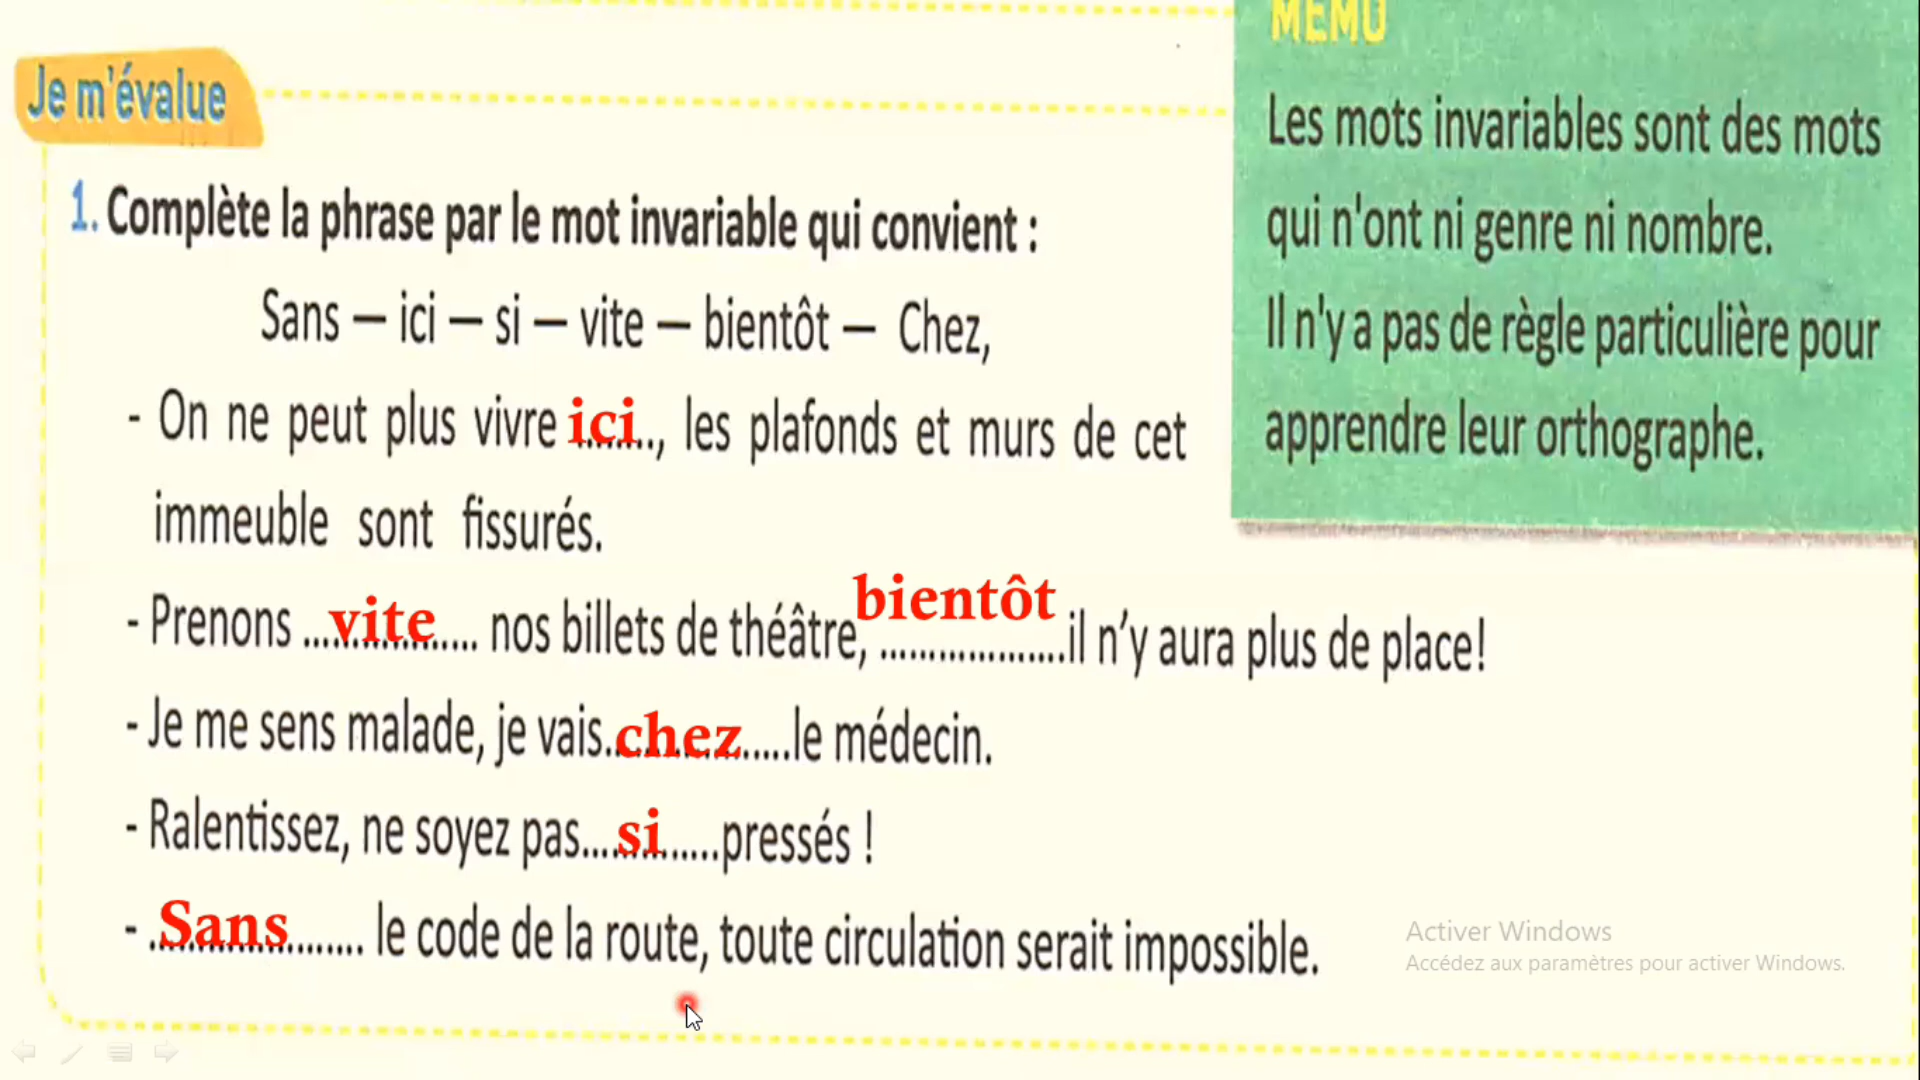 MEMO
Les mots invariables sont des mots
qui n'ont ni genre ni nombre.
Il n'y a pas de règle particulière pour
apprendre leur orthographe.
Je m'évalue
1. Complète la phrase par le mot invariable qui convient :
Sans – ici – si – vite – bientôt – Chez,
- On ne peut plus vivre ici......., les plafonds et murs de cet
immeuble sont fissurés.
- Prenons ...vite... nos billets de théâtre, bientôt ...................il n’y aura plus de place!
- Je me sens malade, je vais..chez.....le médecin.
- Ralentissez, ne soyez pas....si......pressés !
- .Sans........ le code de la route, toute circulation serait impossible.
Activer Windows
Accédez aux paramètres pour activer Windows.